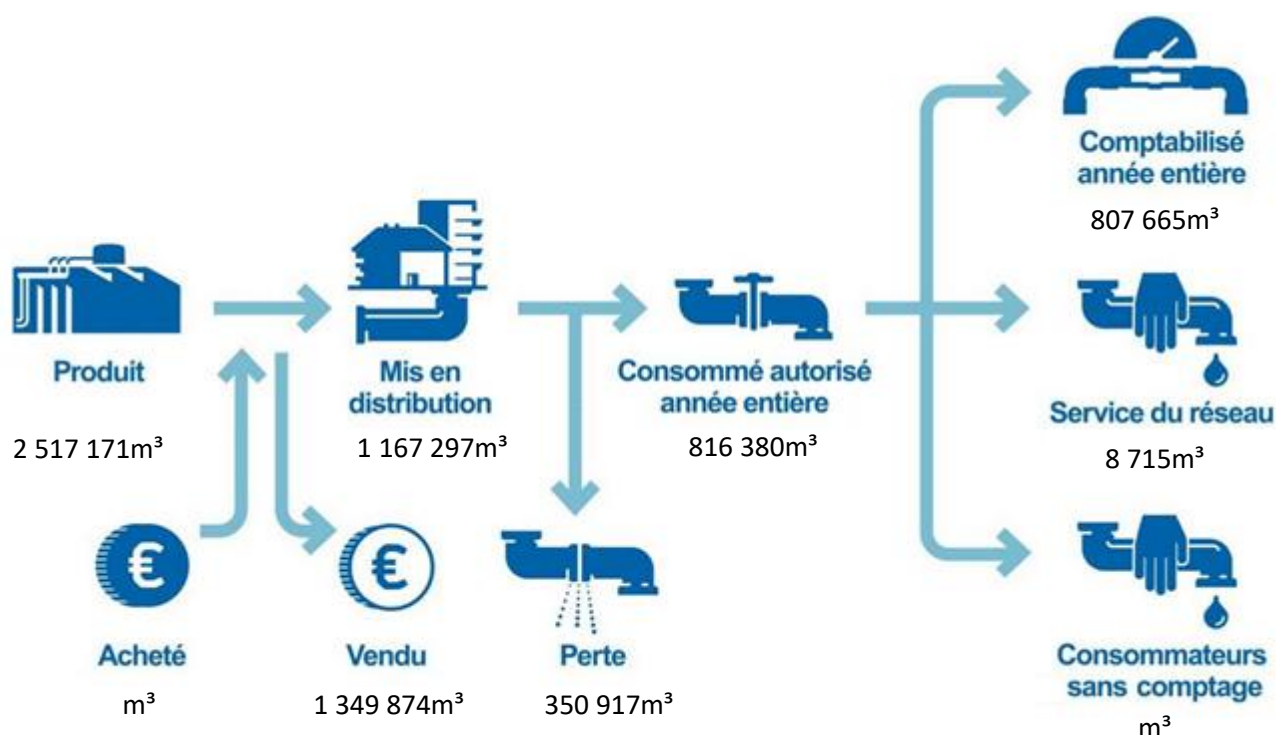 Comptabilisé
année entière
807 665m³
Produit
2 517 171m³
Mis en
distribution
1 167 297m³
Consommé autorisé
année entière
816 380m³
Service du réseau
8 715m³
€
Acheté
m³
€
Vendu
1 349 874m³
Perte
350 917m³
Consommateurs
sans comptage
m³